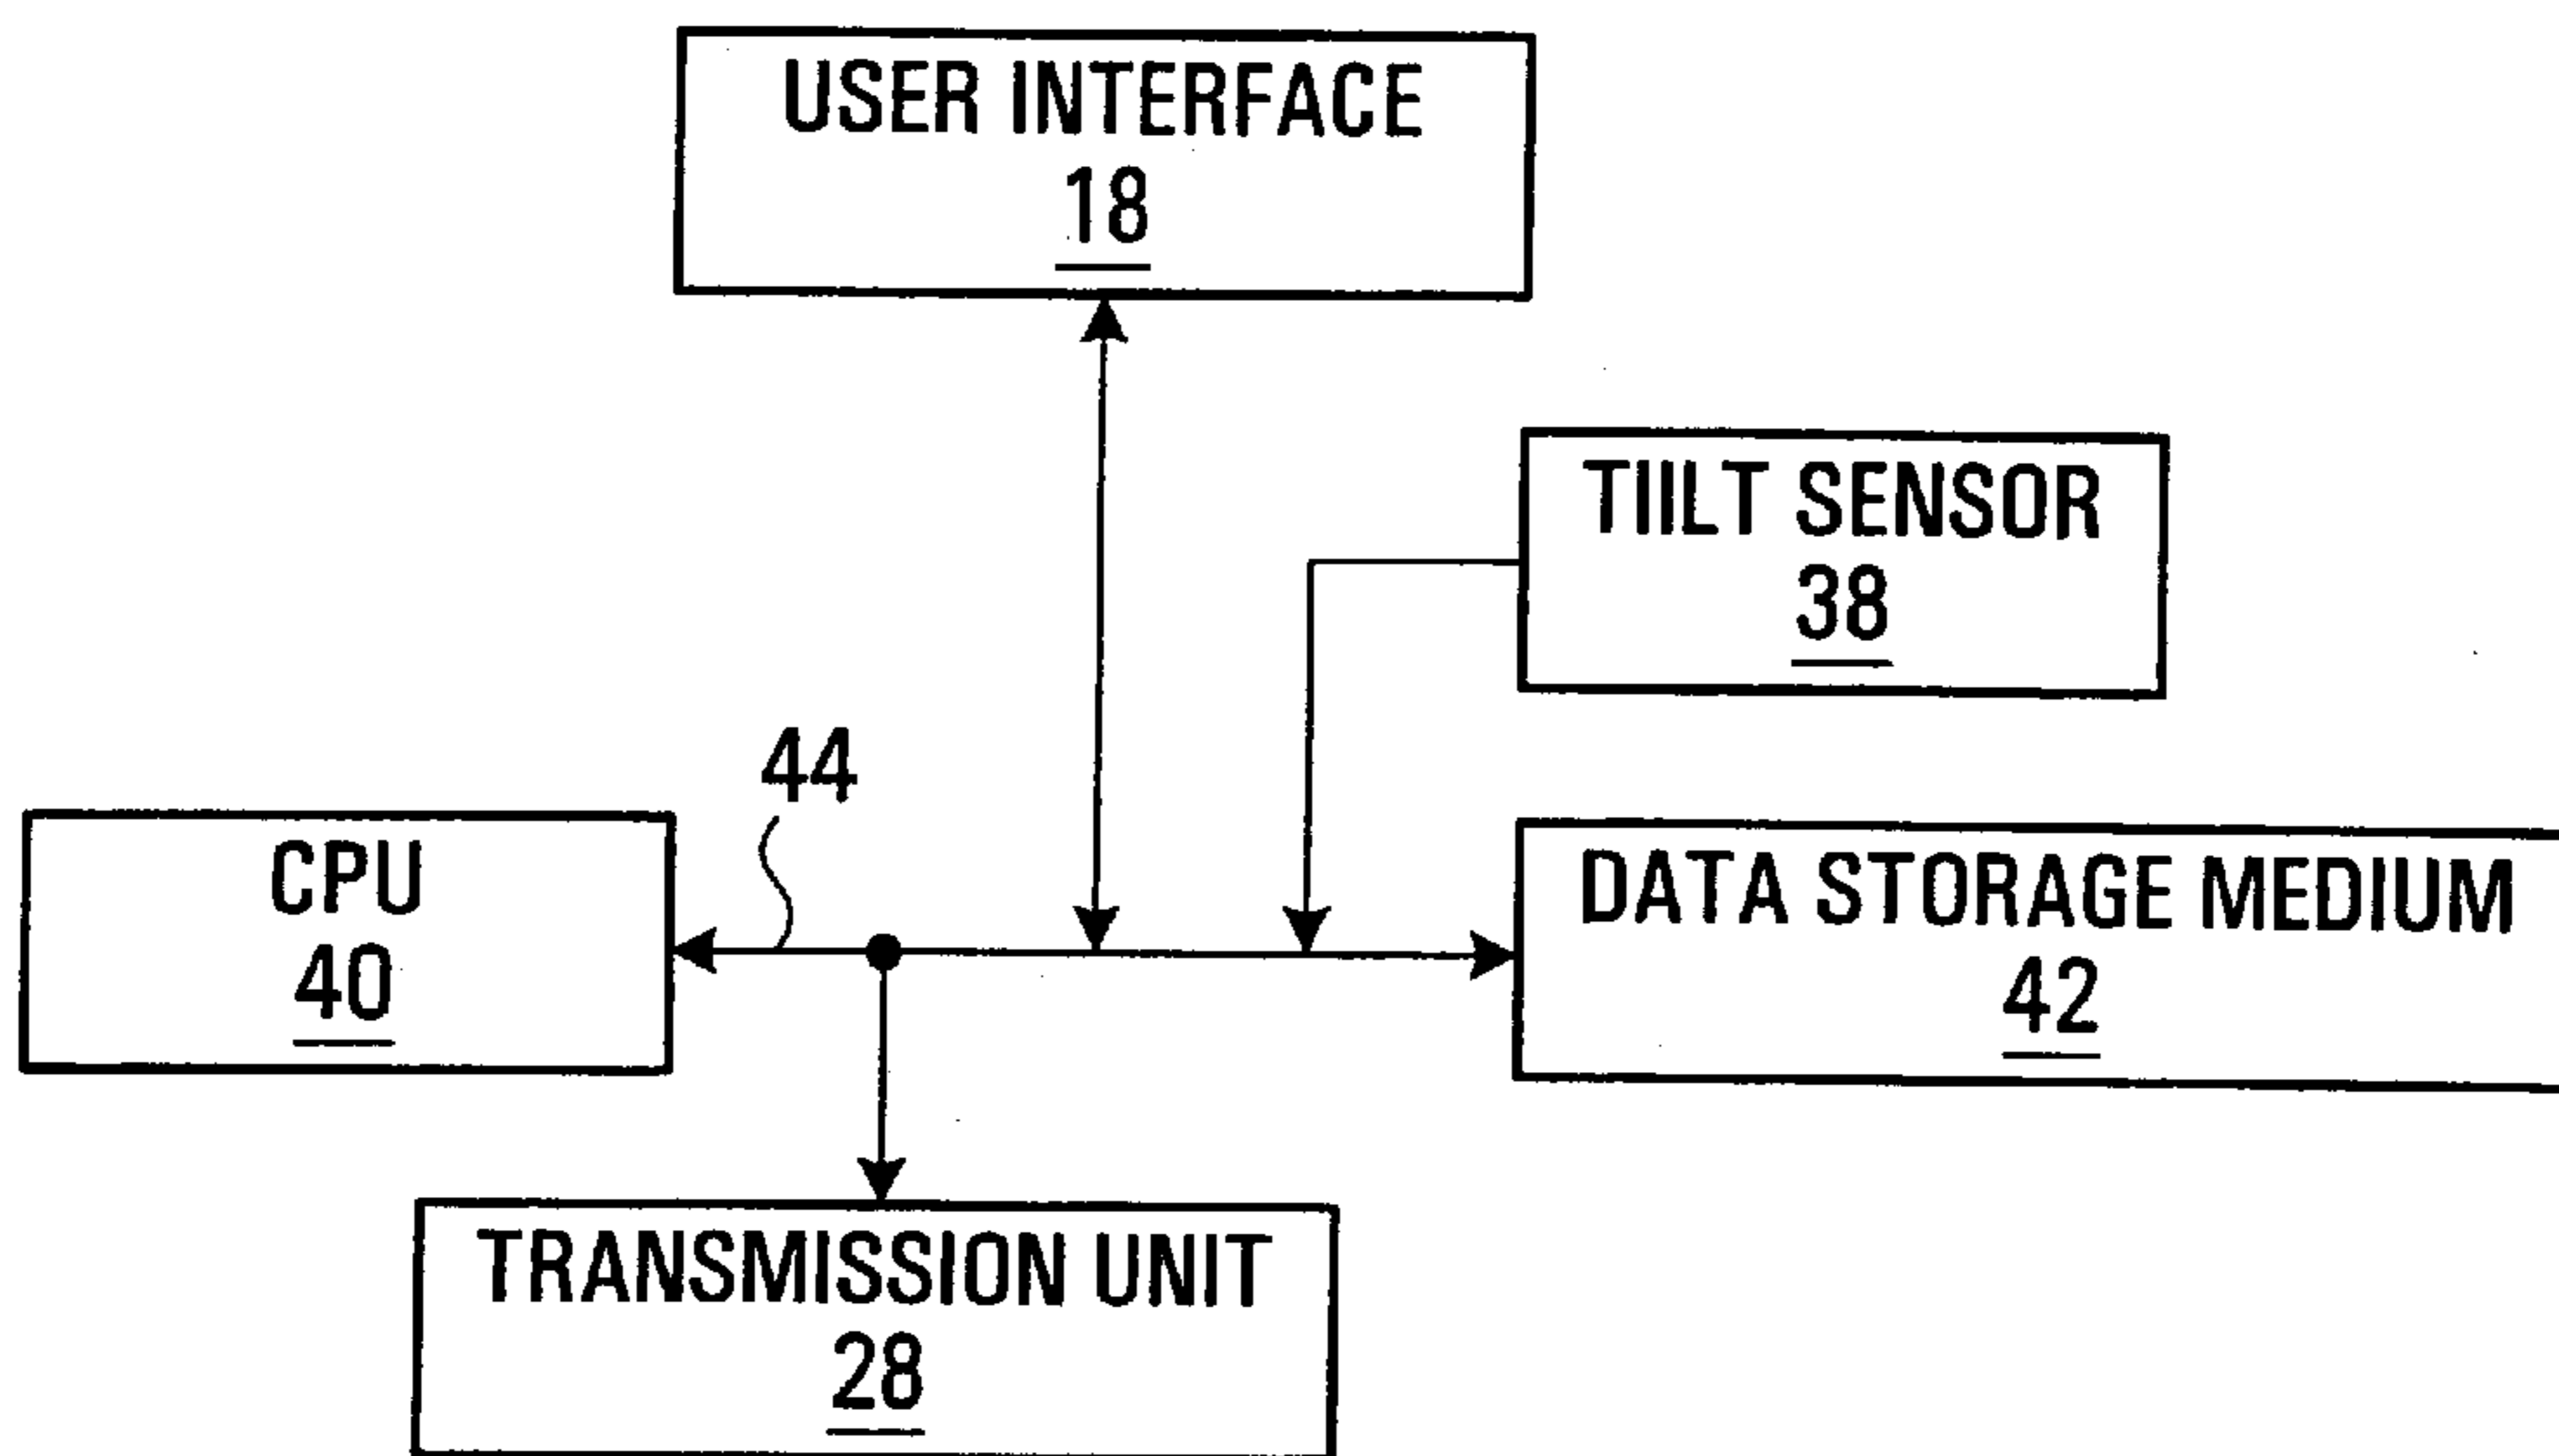 USER INTERFACE
18
TIILT SENSOR
38
44
CPU
40
DATA STORAGE MEDIUM
42
TRANSMISSION UNIT
28